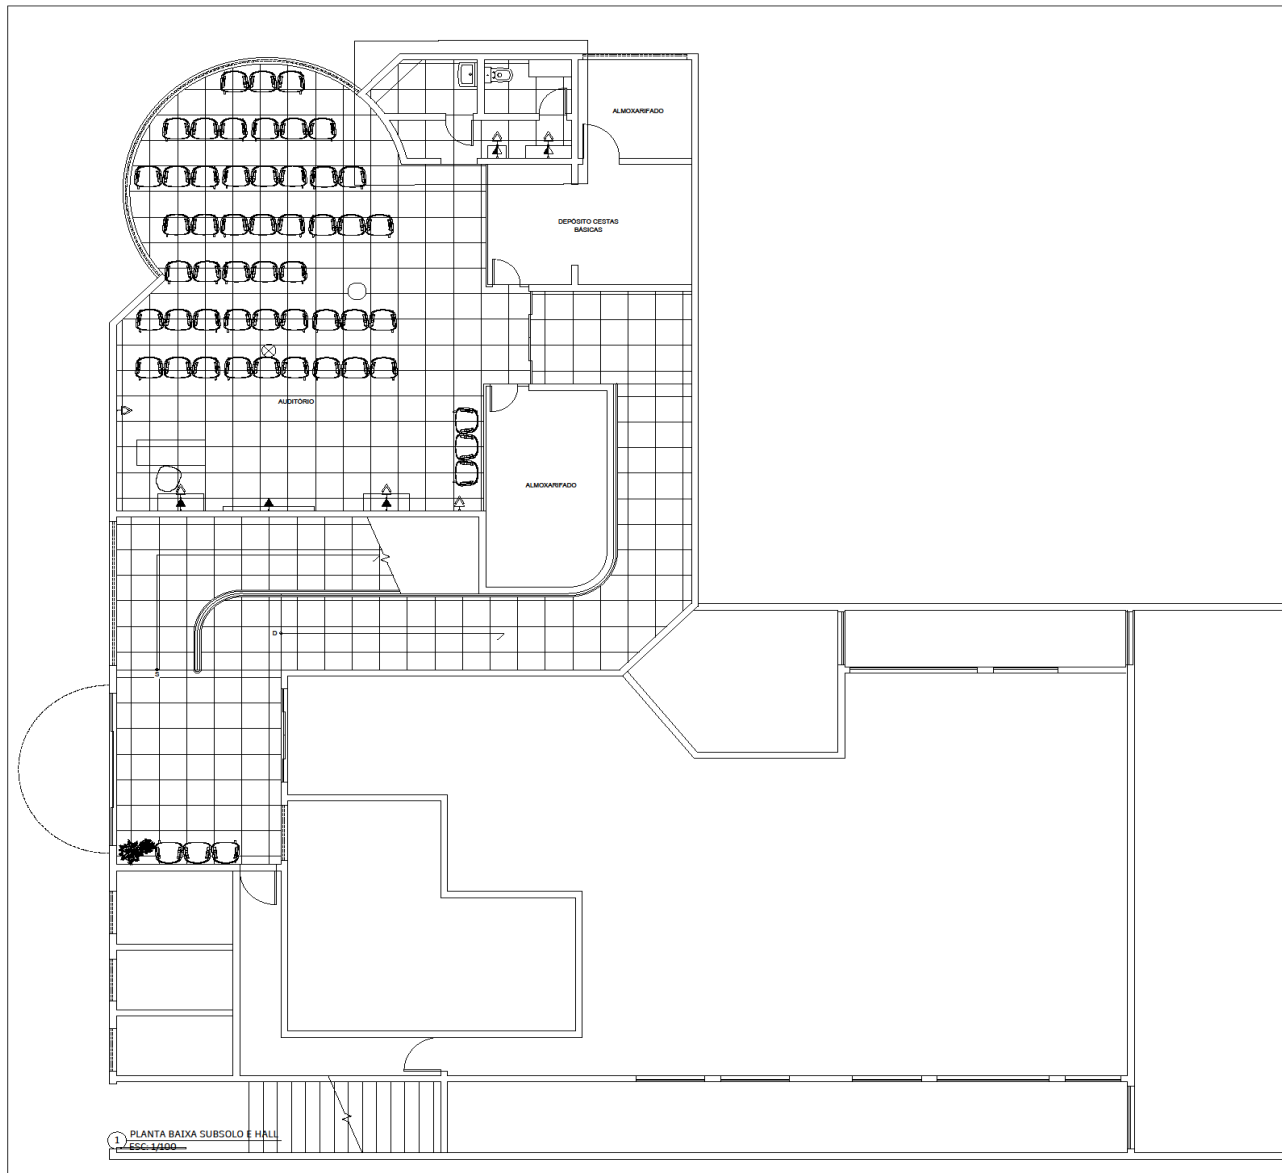 ALMOXARIFADO
DEPÓSITO CESTAS
BÁSICAS
AUDITÓRIO
ALMOXARIFADO
D
S
1
PLANTA BAIXA SUBSOLO E HALL
ESC: 1/100